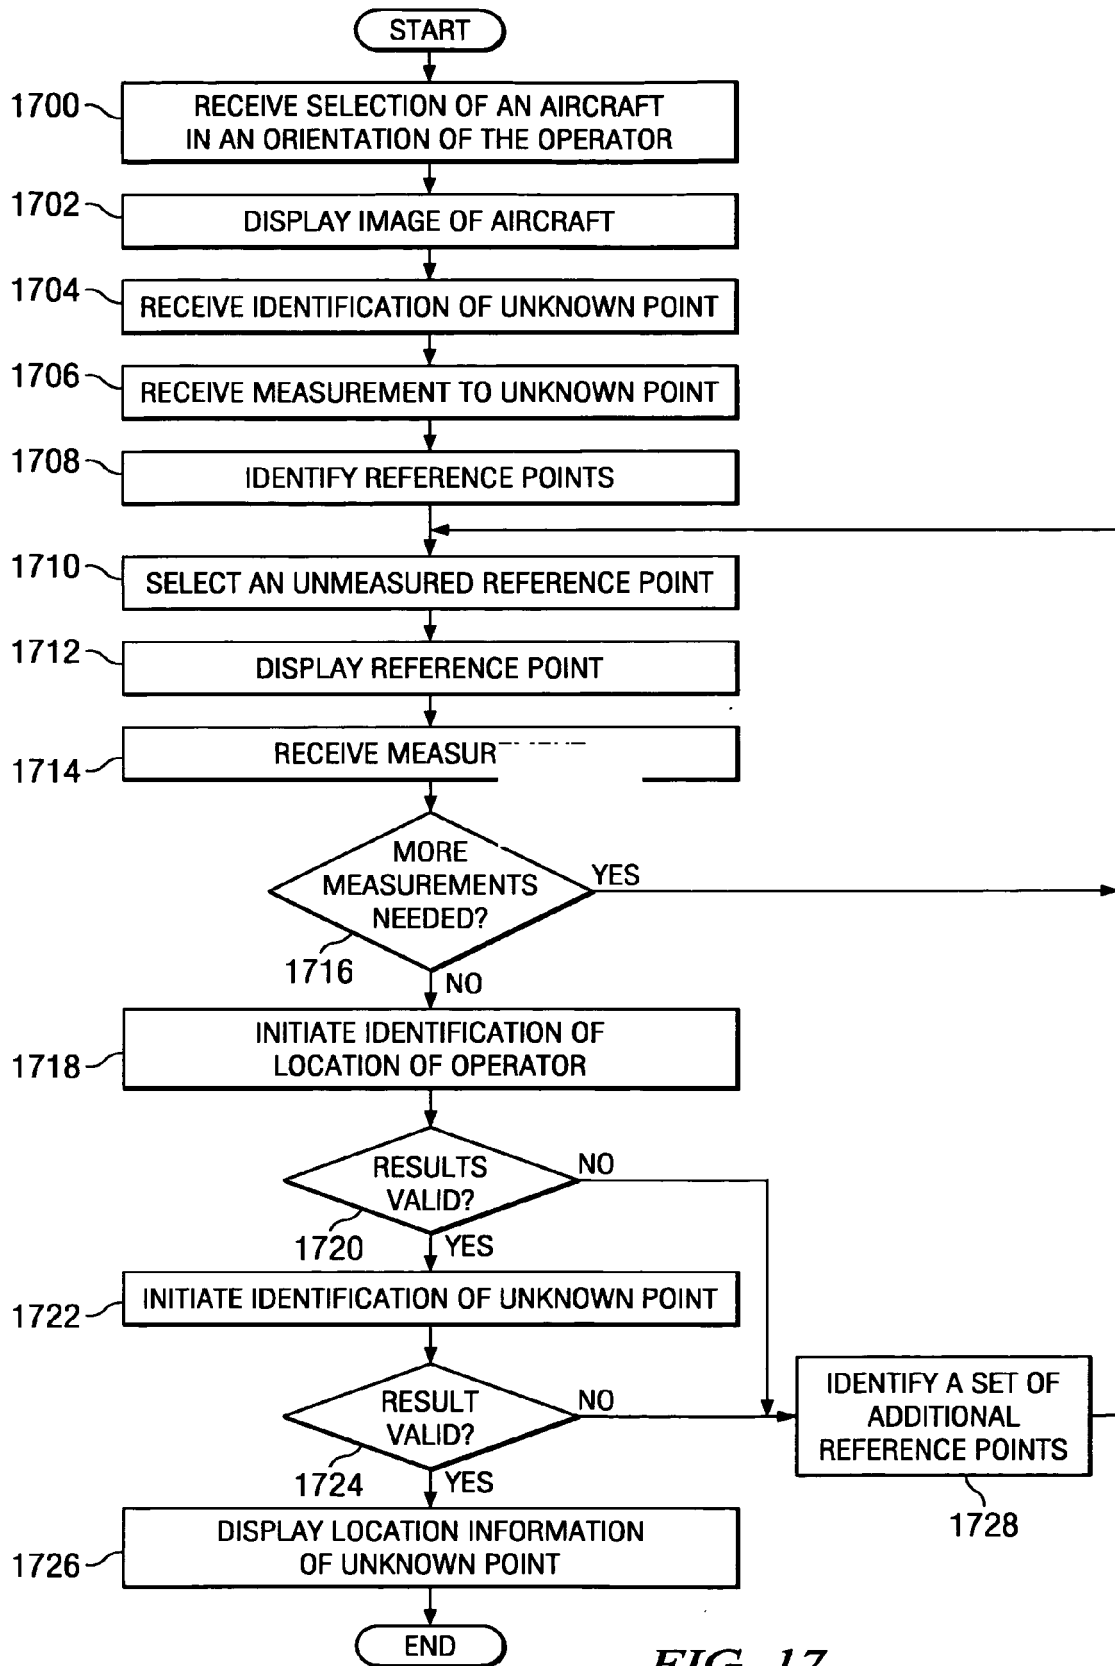 START
1700
RECEIVE SELECTION OF AN AIRCRAFT
IN AN ORIENTATION OF THE OPERATOR
1702
DISPLAY IMAGE OF AIRCRAFT
1704
RECEIVE IDENTIFICATION OF UNKNOWN POINT
1706
RECEIVE MEASUREMENT TO UNKNOWN POINT
1708
IDENTIFY REFERENCE POINTS
1710
SELECT AN UNMEASURED REFERENCE POINT
1712
DISPLAY REFERENCE POINT
1714
RECEIVE
MORE
MEASUREMENTS
NEEDED?
YES
1716
NO
1718
INITIATE IDENTIFICATION OF
LOCATION OF OPERATOR
RESULTS
VALID?
NO
1720
YES
1722
INITIATE IDENTIFICATION OF UNKNOWN POINT
RESULT
VALID?
NO
1724
YES
IDENTIFY A SET OF
ADDITIONAL
REFERENCE POINTS
1728
1726
DISPLAY LOCATION INFORMATION
OF UNKNOWN POINT
END
FIG. 17